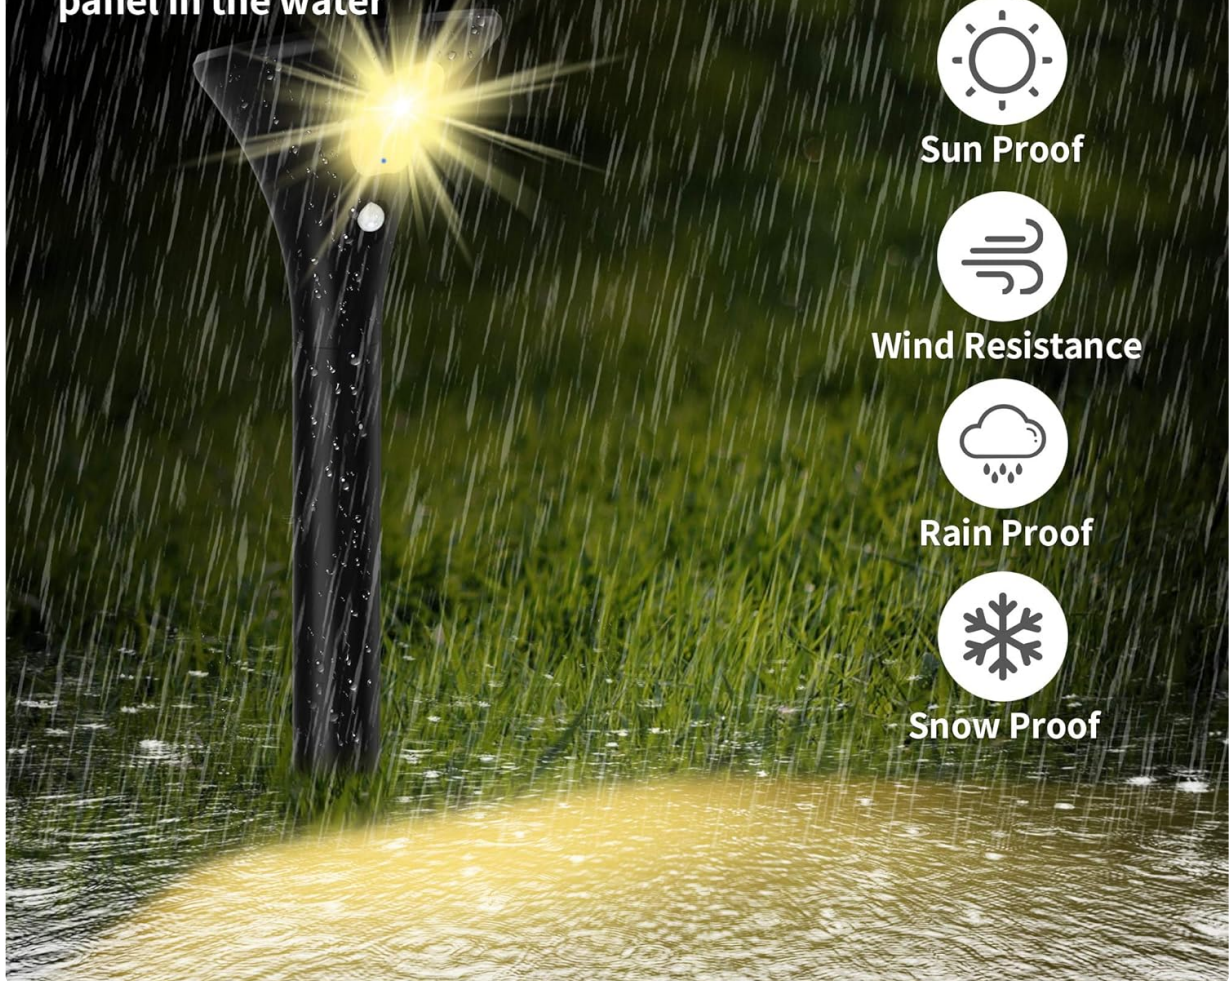 panel in the water
Sun Proof
Wind Resistance
Rain Proof
Snow Proof